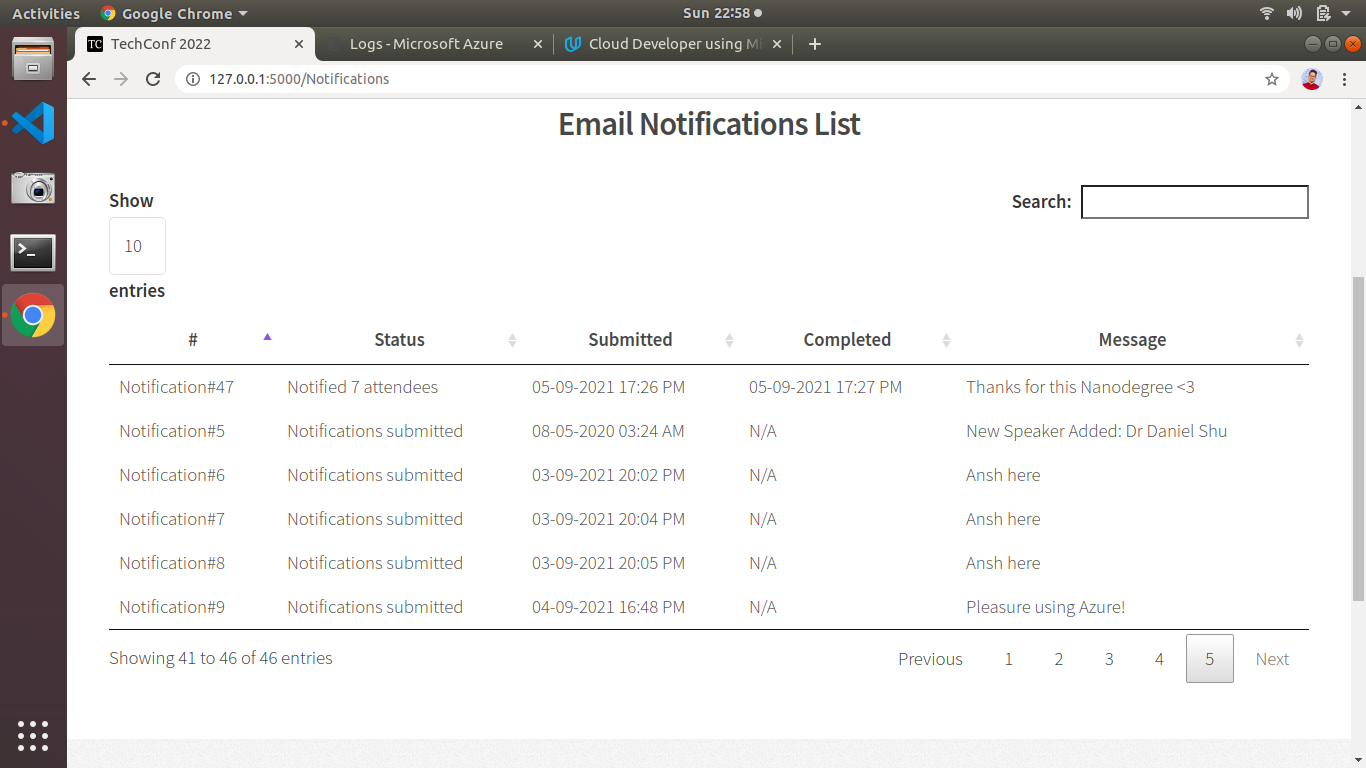 Activities Google Chrome Sun 22:58
TC TechConf 2022 Logs - Microsoft Azure Cloud Developer using Mi
127.0.0.1:5000/Notifications
Email Notifications List
Show
Search:
10
entries
# Status Submitted Completed Message
Notification#47 Notified 7 attendees 05-09-2021 17:26 PM 05-09-2021 17:27 PM Thanks for this Nanodegree <3
Notification#5 Notifications submitted 08-05-2020 03:24 AM N/A New Speaker Added: Dr Daniel Shu
Notification#6 Notifications submitted 03-09-2021 20:02 PM N/A Ansh here
Notification#7 Notifications submitted 03-09-2021 20:04 PM N/A Ansh here
Notification#8 Notifications submitted 03-09-2021 20:05 PM N/A Ansh here
Notification#9 Notifications submitted 04-09-2021 16:48 PM N/A Pleasure using Azure!
Showing 41 to 46 of 46 entries Previous 1 2 3 4 5 Next